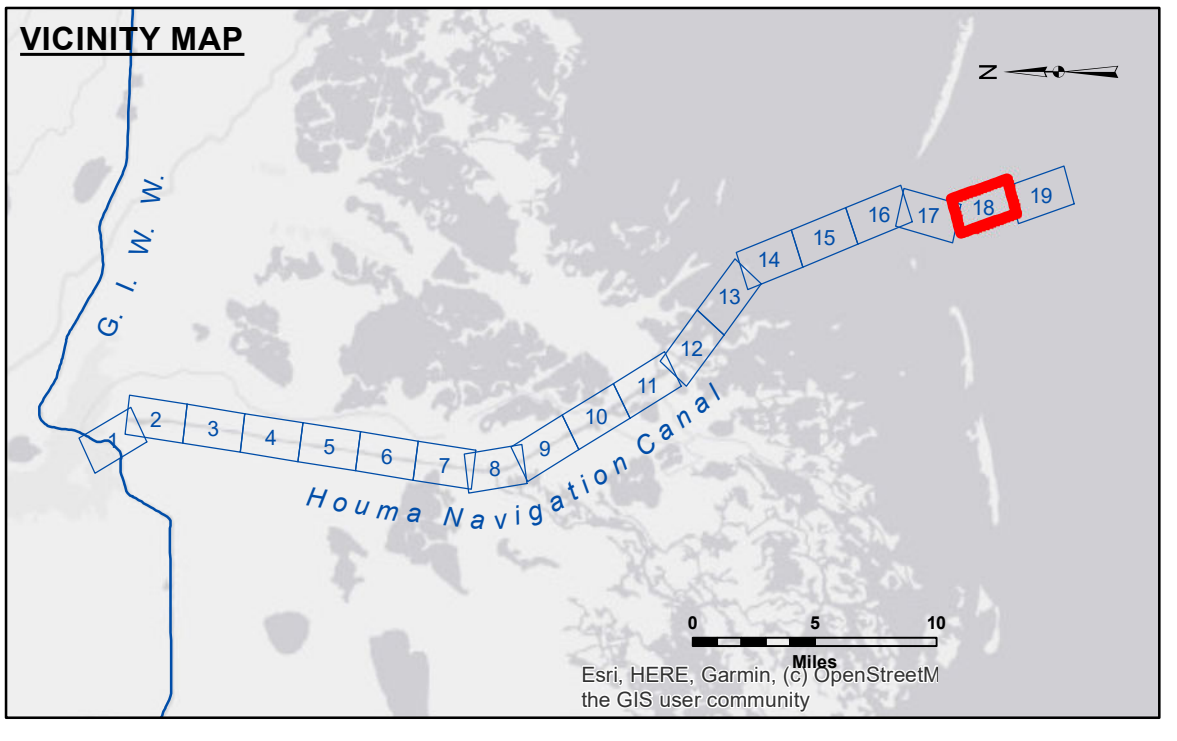 VICINITY MAP
N
G. I. W. W.
1
2
3
4
5
6
7
8
9
10
11
12
13
14
15
16
17
18
19
Houma Navigation Canal
0 5 10
Miles
Esri, HERE, Garmin, (c) OpenStreetM
the GIS user community